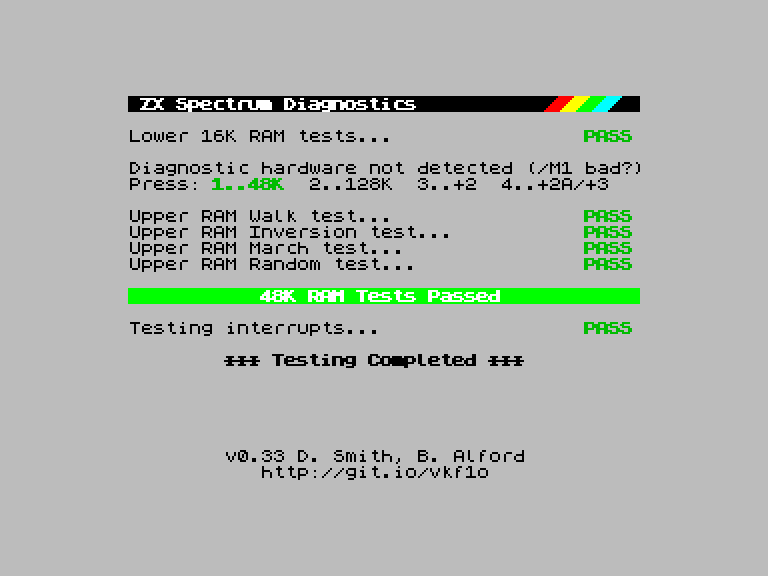 ZX Spectrum Diagnostics
Lower 16K RAM tests... PASS
Diagnostic hardware not detected (/M1 bad?)
Press: 1..48K 2..128K 3..+2 4..+2A/+3
Upper RAM Walk test... PASS
Upper RAM Inversion test... PASS
Upper RAM March test... PASS
Upper RAM Random test... PASS
48K RAM Tests Passed
Testing interrupts... PASS
*** Testing Completed ***
v0.33 D. Smith, B. Alford
http://git.io/vkf1o